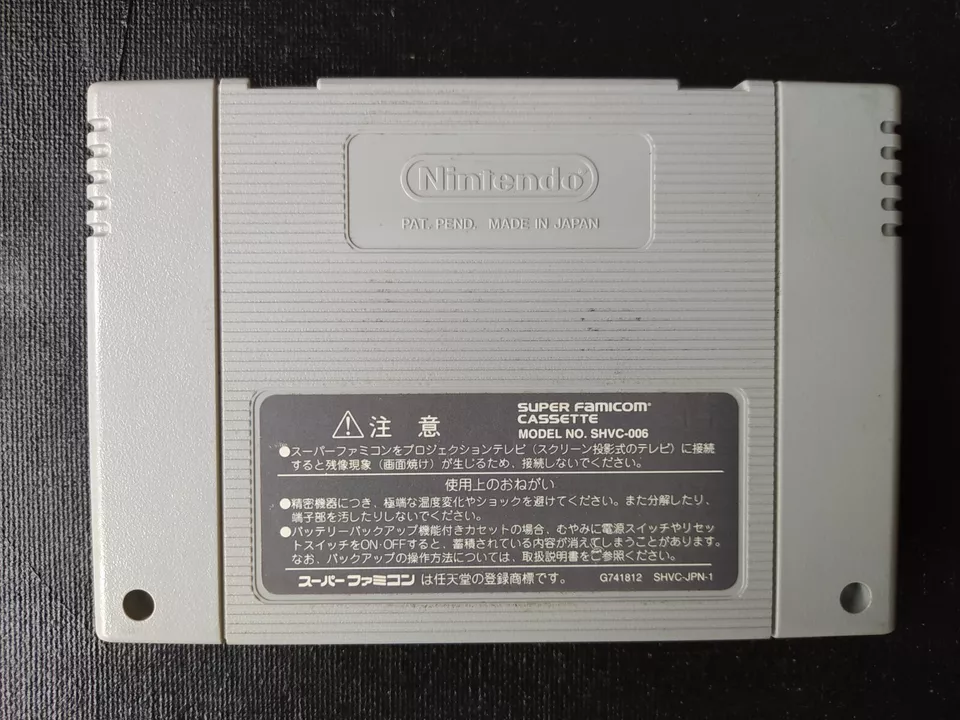 Nintendo®
PAT. PEND. MADE IN JAPAN
注 意
SUPER FAMICOM®
CASSETTE
MODEL NO. SHVC-006
●スーパーファミコンをプロジェクションテレビ（スクリーン投影式のテレビ）に接続
すると残像現象（画面焼け）が生じるため、接続しないでください。
使用上のおねがい
●精密機器につき、極端な温度変化やショックを避けてください。また分解したり、
端子部を汚したりしないでください。
●バッテリーバックアップ機能付きカセットの場合、むやみに電源スイッチやリセッ
トスイッチをON・OFFすると、蓄積されている内容が消えてしまうことがあります。
なお、バックアップの操作方法については、取扱説明書をご参照ください。
スーパーファミコン は任天堂の登録商標です。 G741812 SHVC-JPN-1